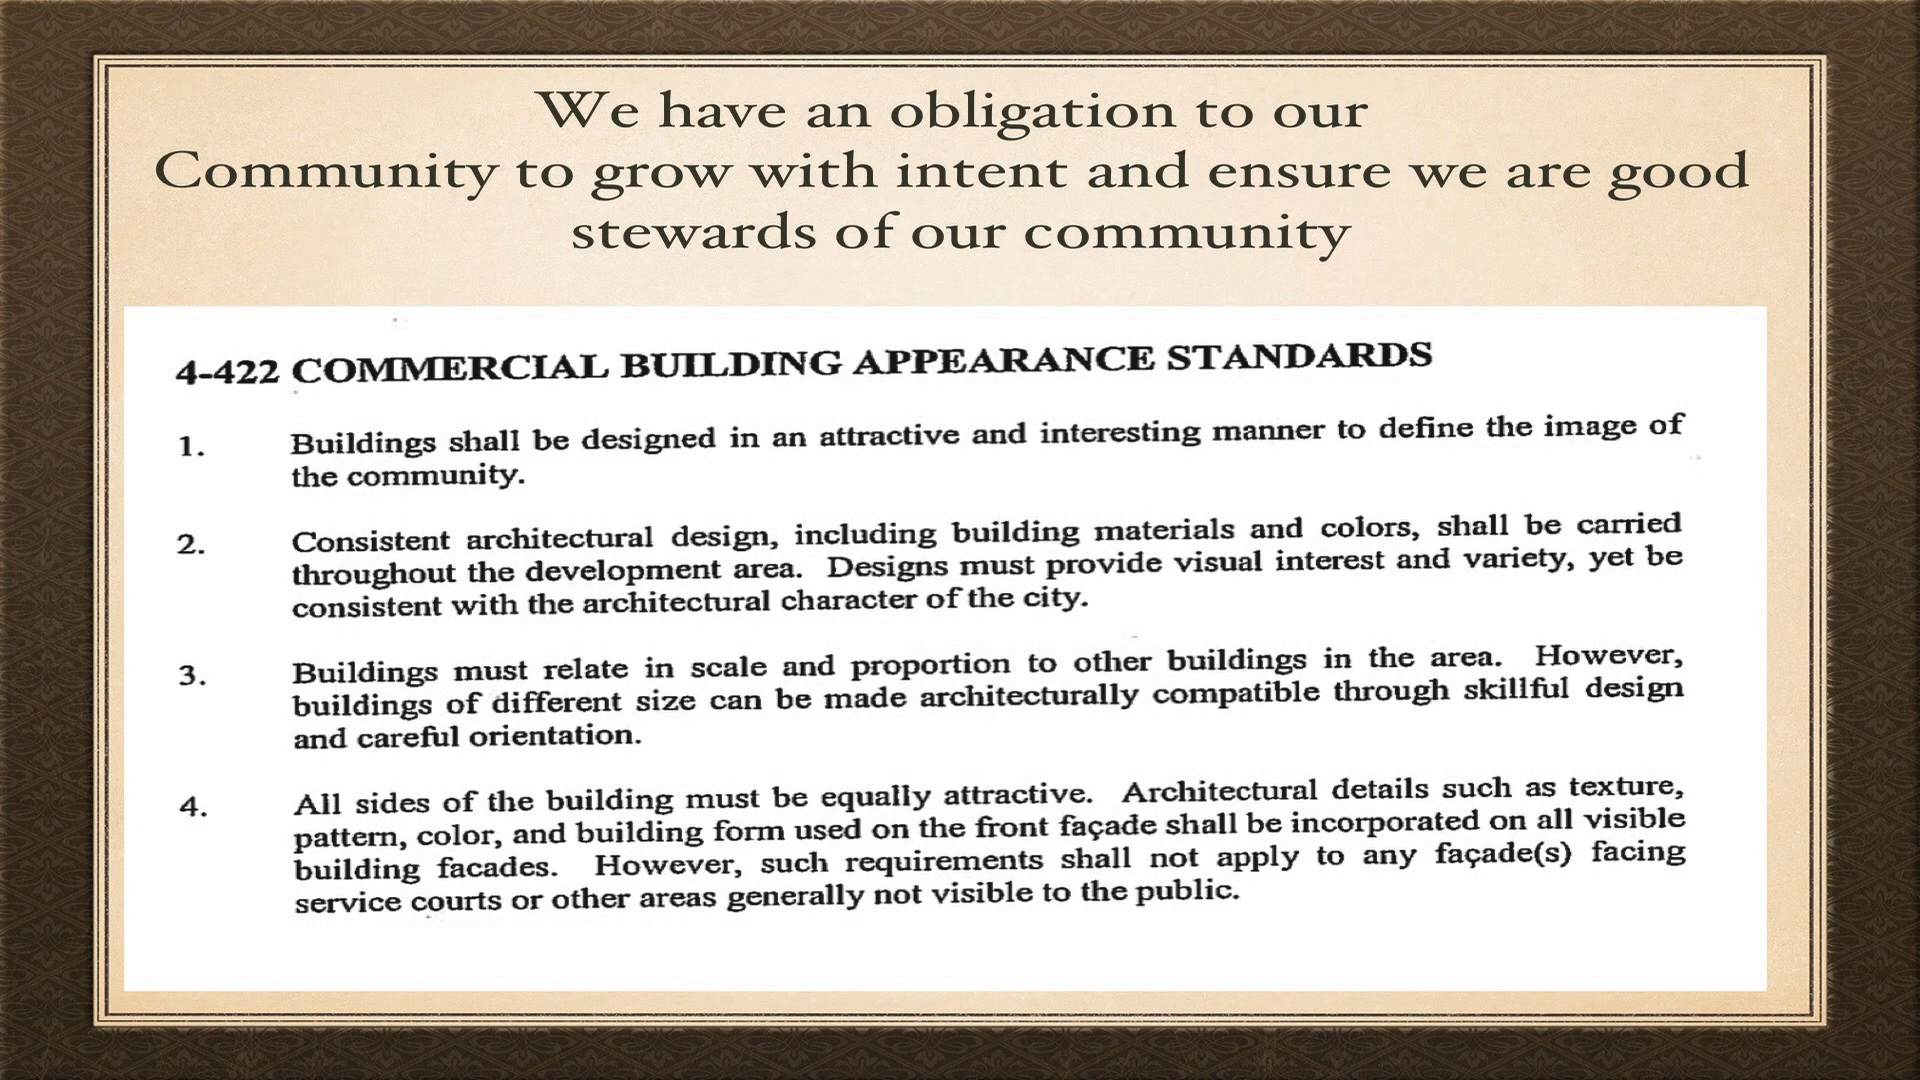 We have an obligation to our
Community to grow with intent and ensure we are good
stewards of our community
4-422 COMMERCIAL BUILDING APPEARANCE STANDARDS
1. Buildings shall be designed in an attractive and interesting manner to define the image of
the community.
2. Consistent architectural design, including building materials and colors, shall be carried
throughout the development area. Designs must provide visual interest and variety, yet be
consistent with the architectural character of the city.
3. Buildings must relate in scale and proportion to other buildings in the area. However,
buildings of different size can be made architecturally compatible through skillful design
and careful orientation.
4. All sides of the building must be equally attractive. Architectural details such as texture,
pattern, color, and building form used on the front façade shall be incorporated on all visible
building facades. However, such requirements shall not apply to any façade(s) facing
service courts or other areas generally not visible to the public.